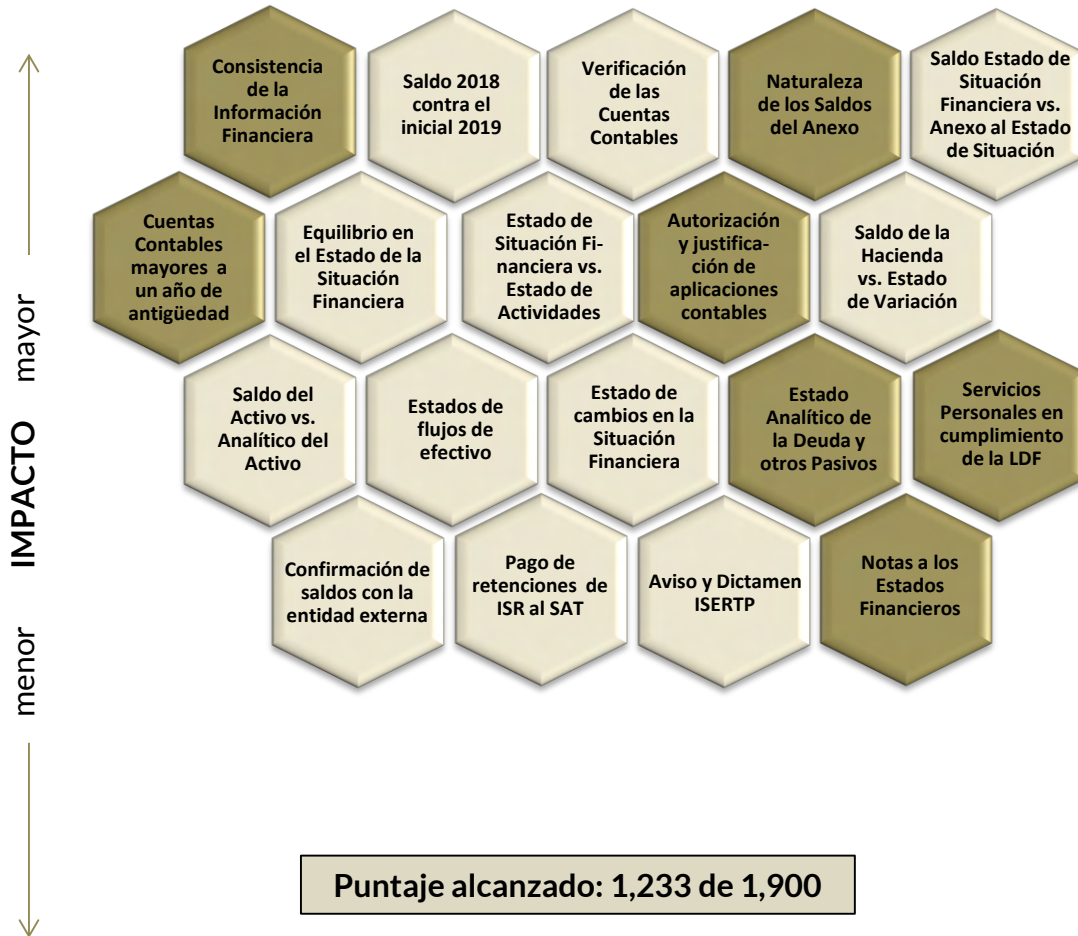 Consistencia
de la
Información
Financiera
Saldo 2018
contra el
inicial 2019
Verificación
de las
Cuentas
Contables
Naturaleza
de los Saldos
del Anexo
Saldo Estado de
Situación
Financiera vs.
Anexo al Estado
de Situación
Cuentas
Contables
mayores a
un año de
antigüedad
Equilibrio en
el Estado de la
Situación
Financiera
Estado de
Situación Fi-
nanciera vs.
Estado de
Actividades
Autorización
y justifica-
ción de
aplicaciones
contables
Saldo de la
Hacienda
vs. Estado
de Variación
Saldo del
Activo vs.
Analítico del
Activo
Estados de
flujos de
efectivo
Estado de
cambios en la
Situación
Financiera
Estado
Analítico de
la Deuda y
otros Pasivos
Servicios
Personales en
cumplimiento
de la LDF
Confirmación de
saldos con la
entidad externa
Pago de
retenciones de
ISR al SAT
Aviso y Dictamen
ISERTP
Notas a los
Estados
Financieros
menor IMPACTO mayor
Puntaje alcanzado: 1,233 de 1,900